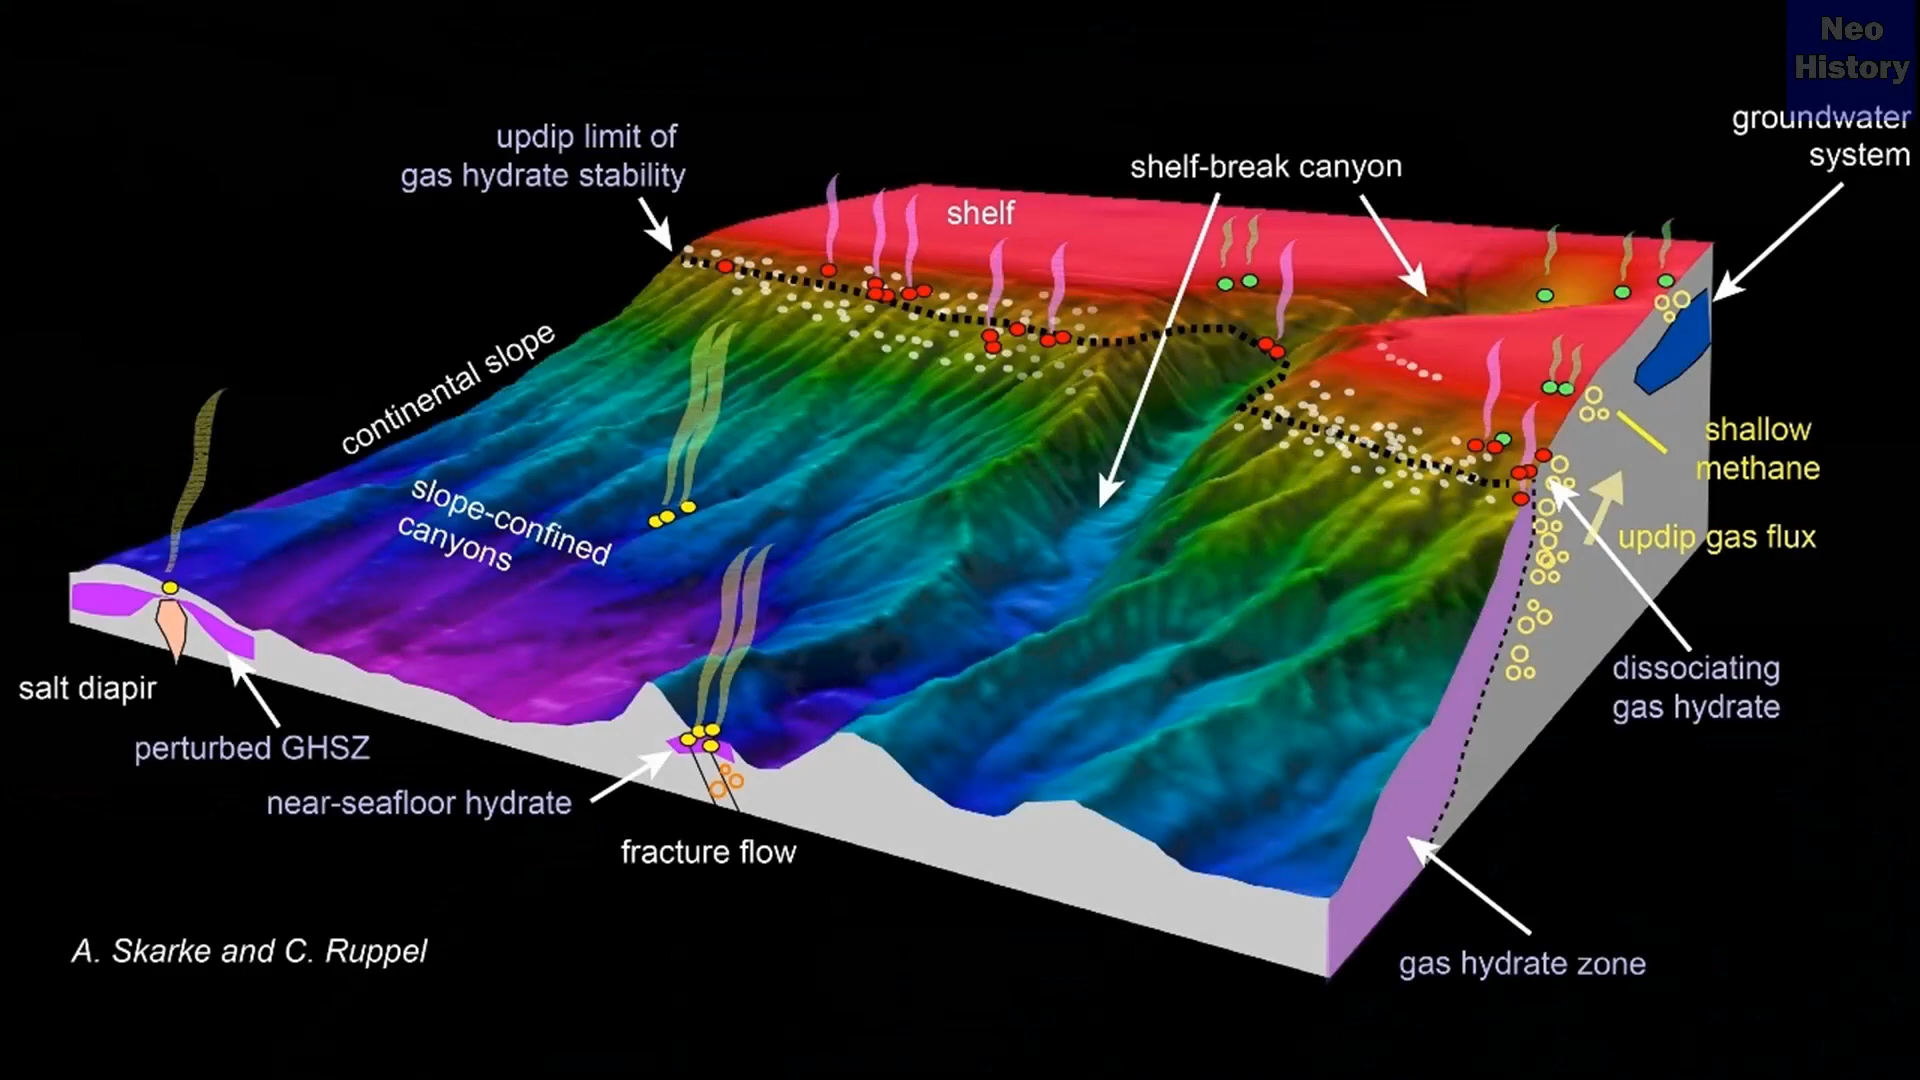 Neo
History
groundwater
system
updip limit of
gas hydrate stability
shelf-break canyon
shelf
continental slope
slope-confined
canyons
shallow
methane
updip gas flux
dissociating
gas hydrate
salt diapir
perturbed GHSZ
near-seafloor hydrate
fracture flow
A. Skarke and C. Ruppel
gas hydrate zone